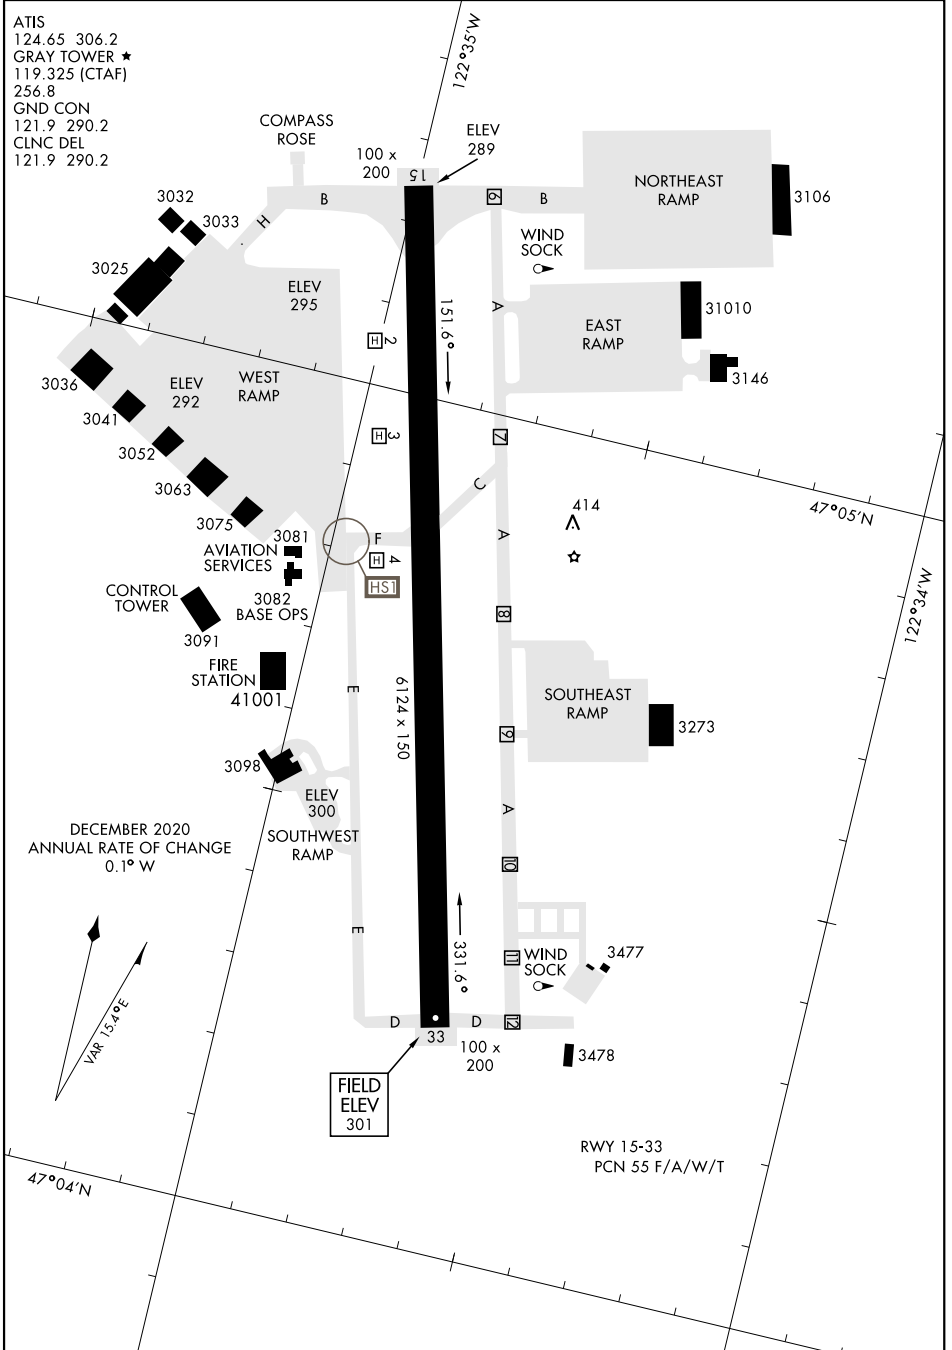 ATIS
124.65 306.2
GRAY TOWER ★
119.325 (CTAF)
256.8
GND CON
121.9 290.2
CLNC DEL
121.9 290.2
122°35'W
COMPASS
ROSE
100 x
200
ELEV
289
15
NORTHEAST
RAMP
3106
3032
3033
H
B
6
B
WIND
SOCK
3025
ELEV
295
151.6°
A
EAST
RAMP
31010
H 2
3146
3036
ELEV
292
WEST
RAMP
3041
3052
3063
3075
H 3
7
C
47°05'N
414
3081
AVIATION
SERVICES
F
H 4
A
HS1
CONTROL
TOWER
3082
BASE OPS
3091
8
122°34'W
FIRE
STATION
41001
E
6124 x 150
SOUTHEAST
RAMP
3273
9
3098
ELEV
300
SOUTHWEST
RAMP
A
DECEMBER 2020
ANNUAL RATE OF CHANGE
0.1° W
10
E
331.6°
11
WIND
SOCK
3477
VAR 15.4°E
D
D
12
33
100 x
200
3478
FIELD
ELEV
301
RWY 15-33
PCN 55 F/A/W/T
47°04'N